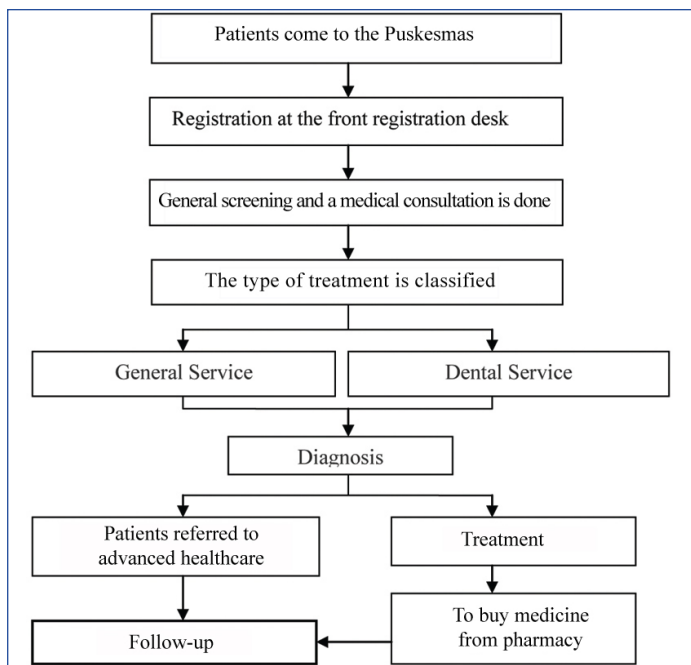 Patients come to the Puskesmas
Registration at the front registration desk
General screening and a medical consultation is done
The type of treatment is classified
General Service
Dental Service
Diagnosis
Patients referred to
advanced healthcare
Treatment
To buy medicine
from pharmacy
Follow-up